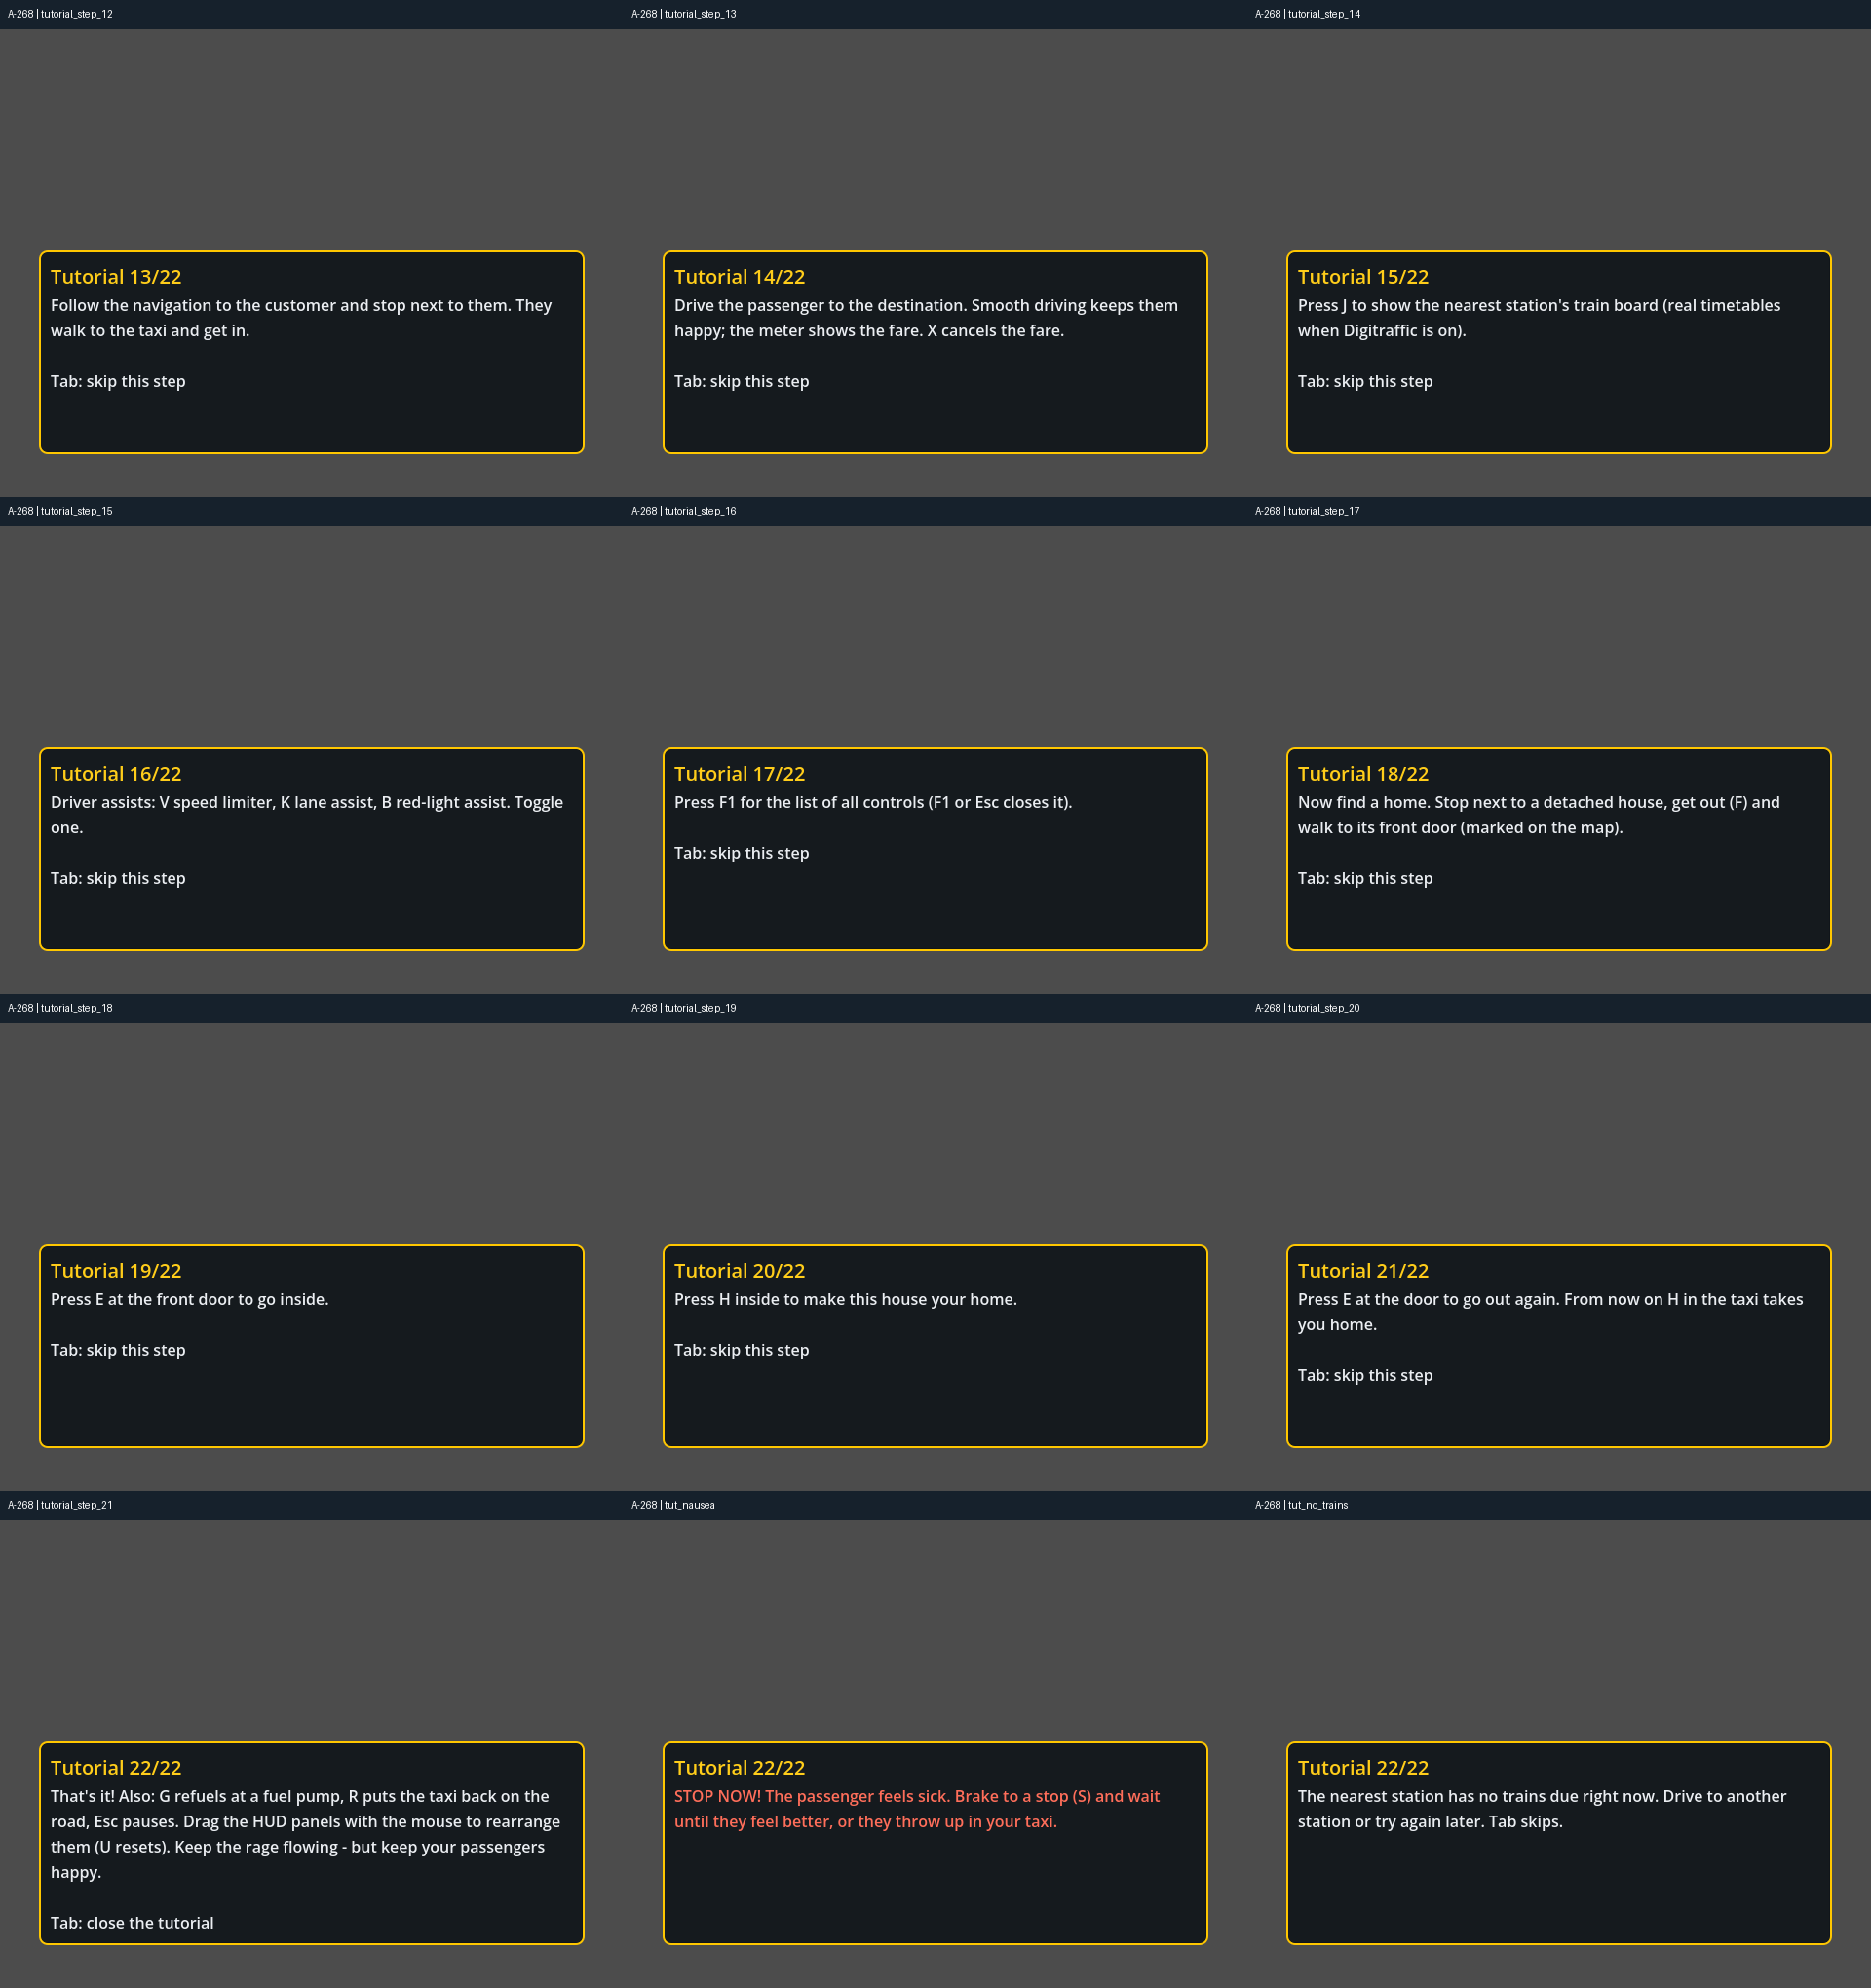 A-268 | tutorial_step_12
Tutorial 13/22
Follow the navigation to the customer and stop next to them. They
walk to the taxi and get in.
Tab: skip this step
A-268 | tutorial_step_13
Tutorial 14/22
Drive the passenger to the destination. Smooth driving keeps them
happy; the meter shows the fare. X cancels the fare.
Tab: skip this step
A-268 | tutorial_step_14
Tutorial 15/22
Press J to show the nearest station's train board (real timetables
when Digitraffic is on).
Tab: skip this step
A-268 | tutorial_step_15
Tutorial 16/22
Driver assists: V speed limiter, K lane assist, B red-light assist. Toggle
one.
Tab: skip this step
A-268 | tutorial_step_16
Tutorial 17/22
Press F1 for the list of all controls (F1 or Esc closes it).
Tab: skip this step
A-268 | tutorial_step_17
Tutorial 18/22
Now find a home. Stop next to a detached house, get out (F) and
walk to its front door (marked on the map).
Tab: skip this step
A-268 | tutorial_step_18
Tutorial 19/22
Press E at the front door to go inside.
Tab: skip this step
A-268 | tutorial_step_19
Tutorial 20/22
Press H inside to make this house your home.
Tab: skip this step
A-268 | tutorial_step_20
Tutorial 21/22
Press E at the door to go out again. From now on H in the taxi takes
you home.
Tab: skip this step
A-268 | tutorial_step_21
Tutorial 22/22
That's it! Also: G refuels at a fuel pump, R puts the taxi back on the
road, Esc pauses. Drag the HUD panels with the mouse to rearrange
them (U resets). Keep the rage flowing - but keep your passengers
happy.
Tab: close the tutorial
A-268 | tut_nausea
Tutorial 22/22
STOP NOW! The passenger feels sick. Brake to a stop (S) and wait
until they feel better, or they throw up in your taxi.
A-268 | tut_no_trains
Tutorial 22/22
The nearest station has no trains due right now. Drive to another
station or try again later. Tab skips.